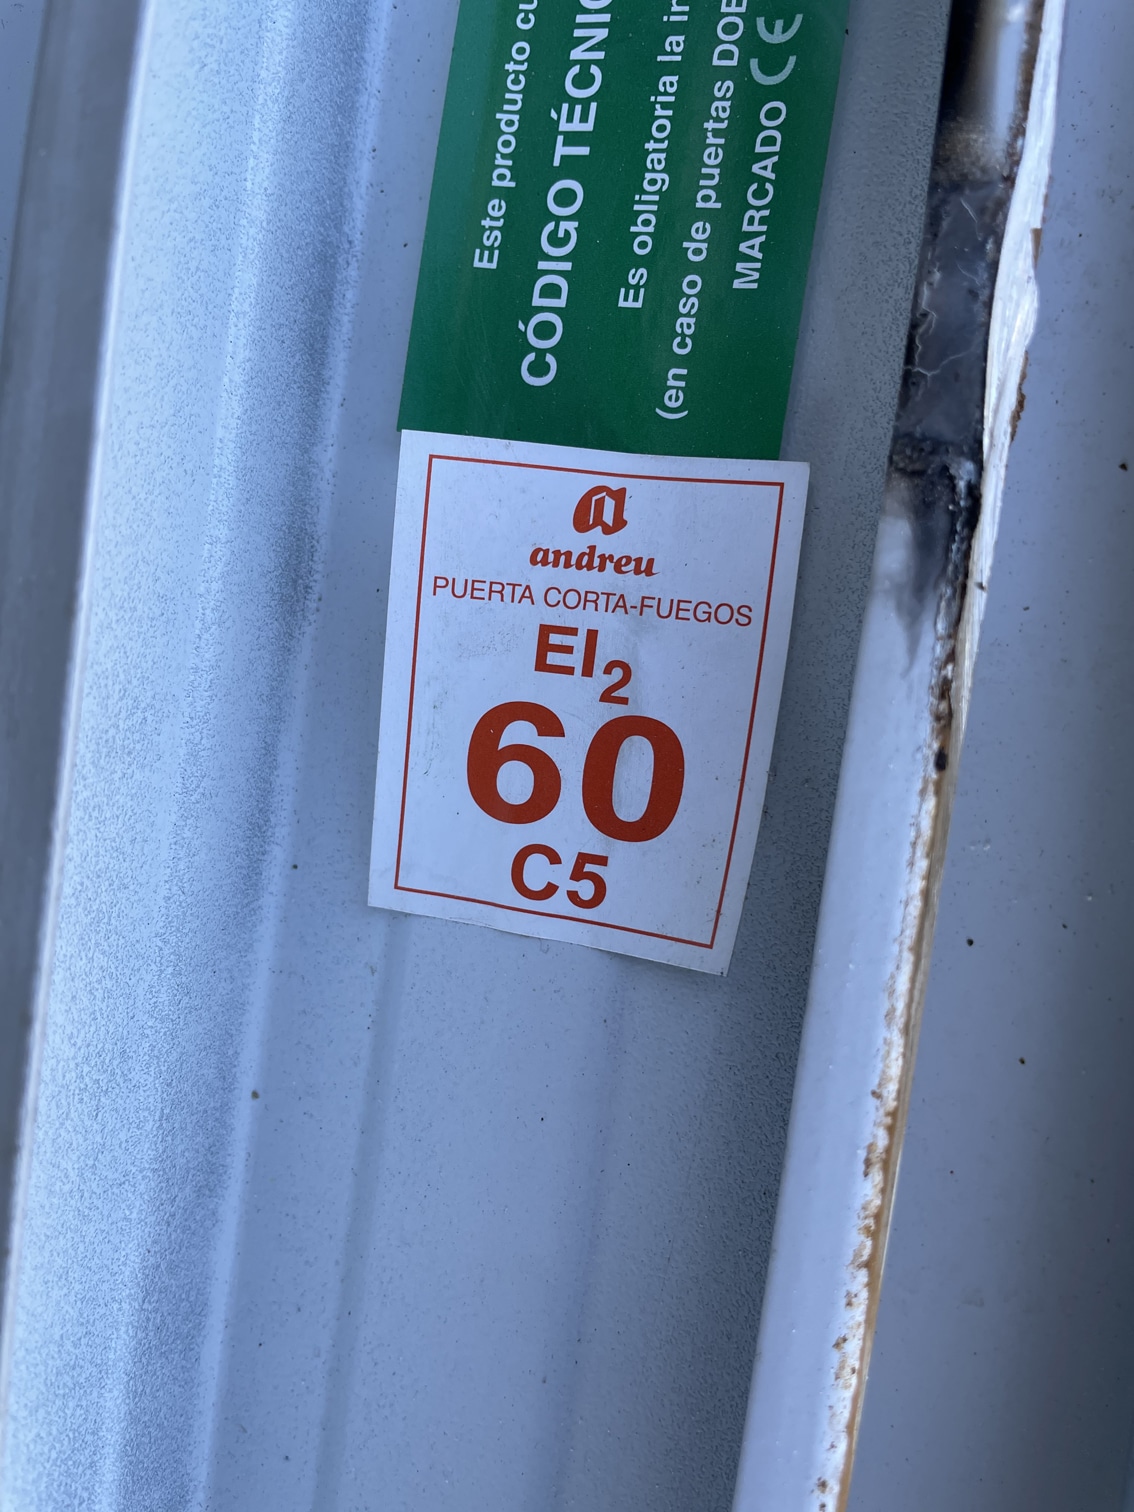 Este producto
CÓDIGO
Es obligatoria la
(en caso de puertas
MARCADO CE
andreu
PUERTA CORTA-FUEGOS
EI₂
60
C5